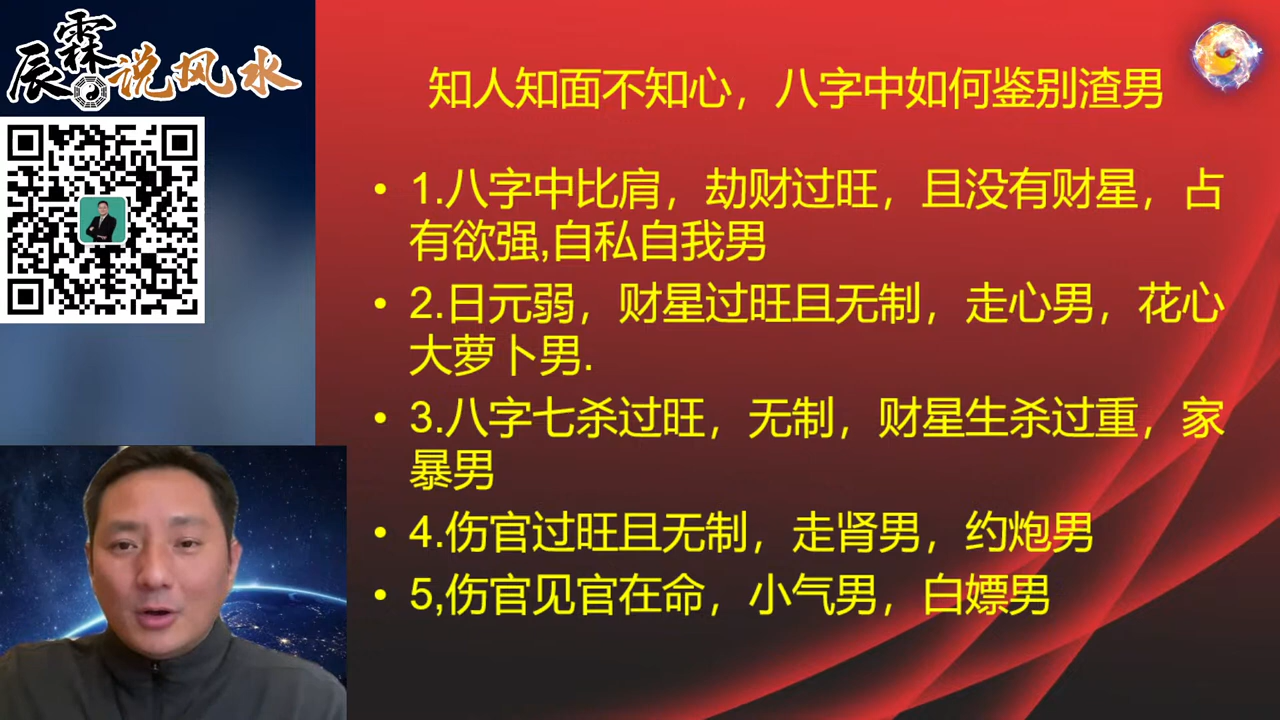 辰霖说风水
知人知面不知心，八字中如何鉴别渣男
• 1.八字中比肩，劫财过旺，且没有财星，占
有欲强,自私自我男
• 2.日元弱，财星过旺且无制，走心男，花心
大萝卜男.
• 3.八字七杀过旺，无制，财星生杀过重，家
暴男
• 4.伤官过旺且无制，走肾男，约炮男
• 5,伤官见官在命，小气男，白嫖男